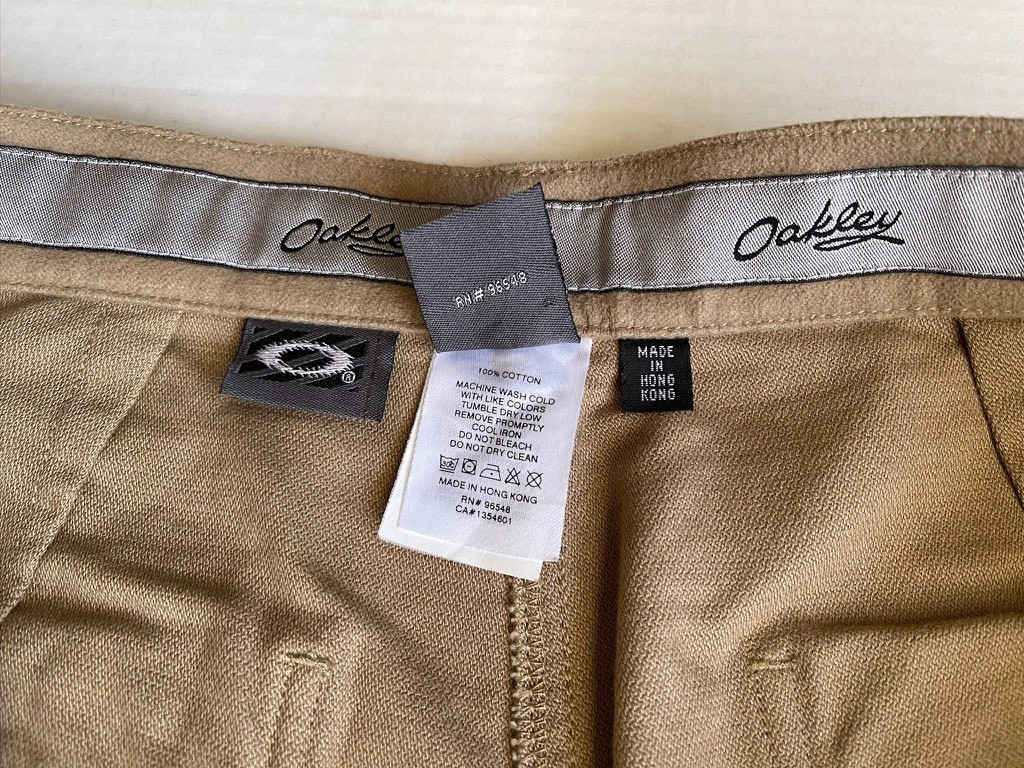 Oakley
Oakley
RN# 96548
®
100% COTTON
MACHINE WASH COLD
WITH LIKE COLORS
TUMBLE DRY LOW
REMOVE PROMPTLY
COOL IRON
DO NOT BLEACH
DO NOT DRY CLEAN
MADE IN HONG KONG
RN# 96548
CA#1354601
MADE
IN
HONG
KONG